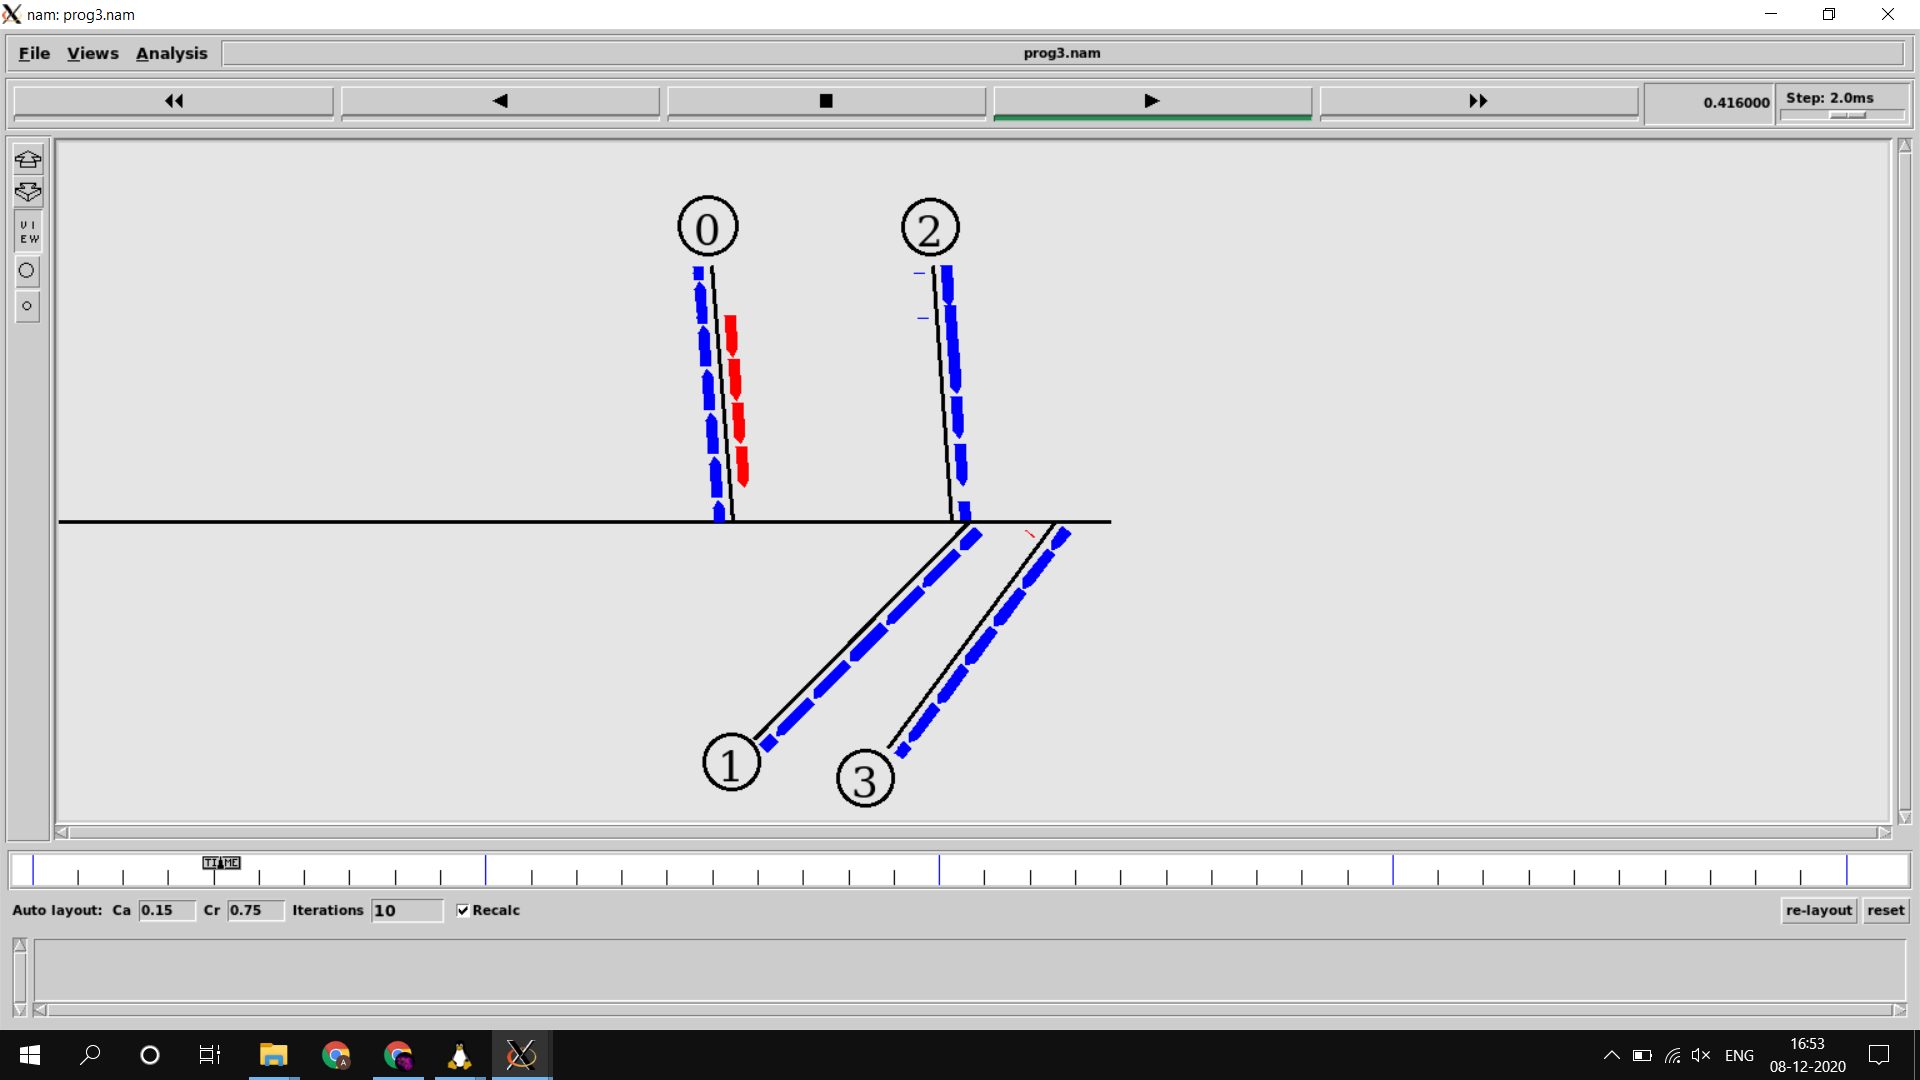 nam: prog3.nam
File Views Analysis prog3.nam
0.416000 Step: 2.0ms
VI
EW
0 2
1
3
TIME
Auto layout: Ca 0.15 Cr 0.75 Iterations 10 Recalc re-layout reset
A
ENG
16:53
08-12-2020